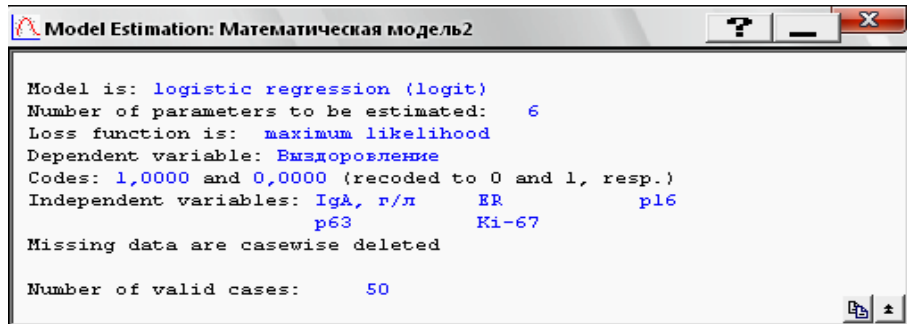 Model Estimation: Математическая модель2
?
Model is: logistic regression (logit)
Number of parameters to be estimated: 6
Loss function is: maximum likelihood
Dependent variable: Выздоровление
Codes: 1,0000 and 0,0000 (recoded to 0 and 1, resp.)
Independent variables: IgA, г/л ER p16
p63 Ki-67
Missing data are casewise deleted
Number of valid cases: 50